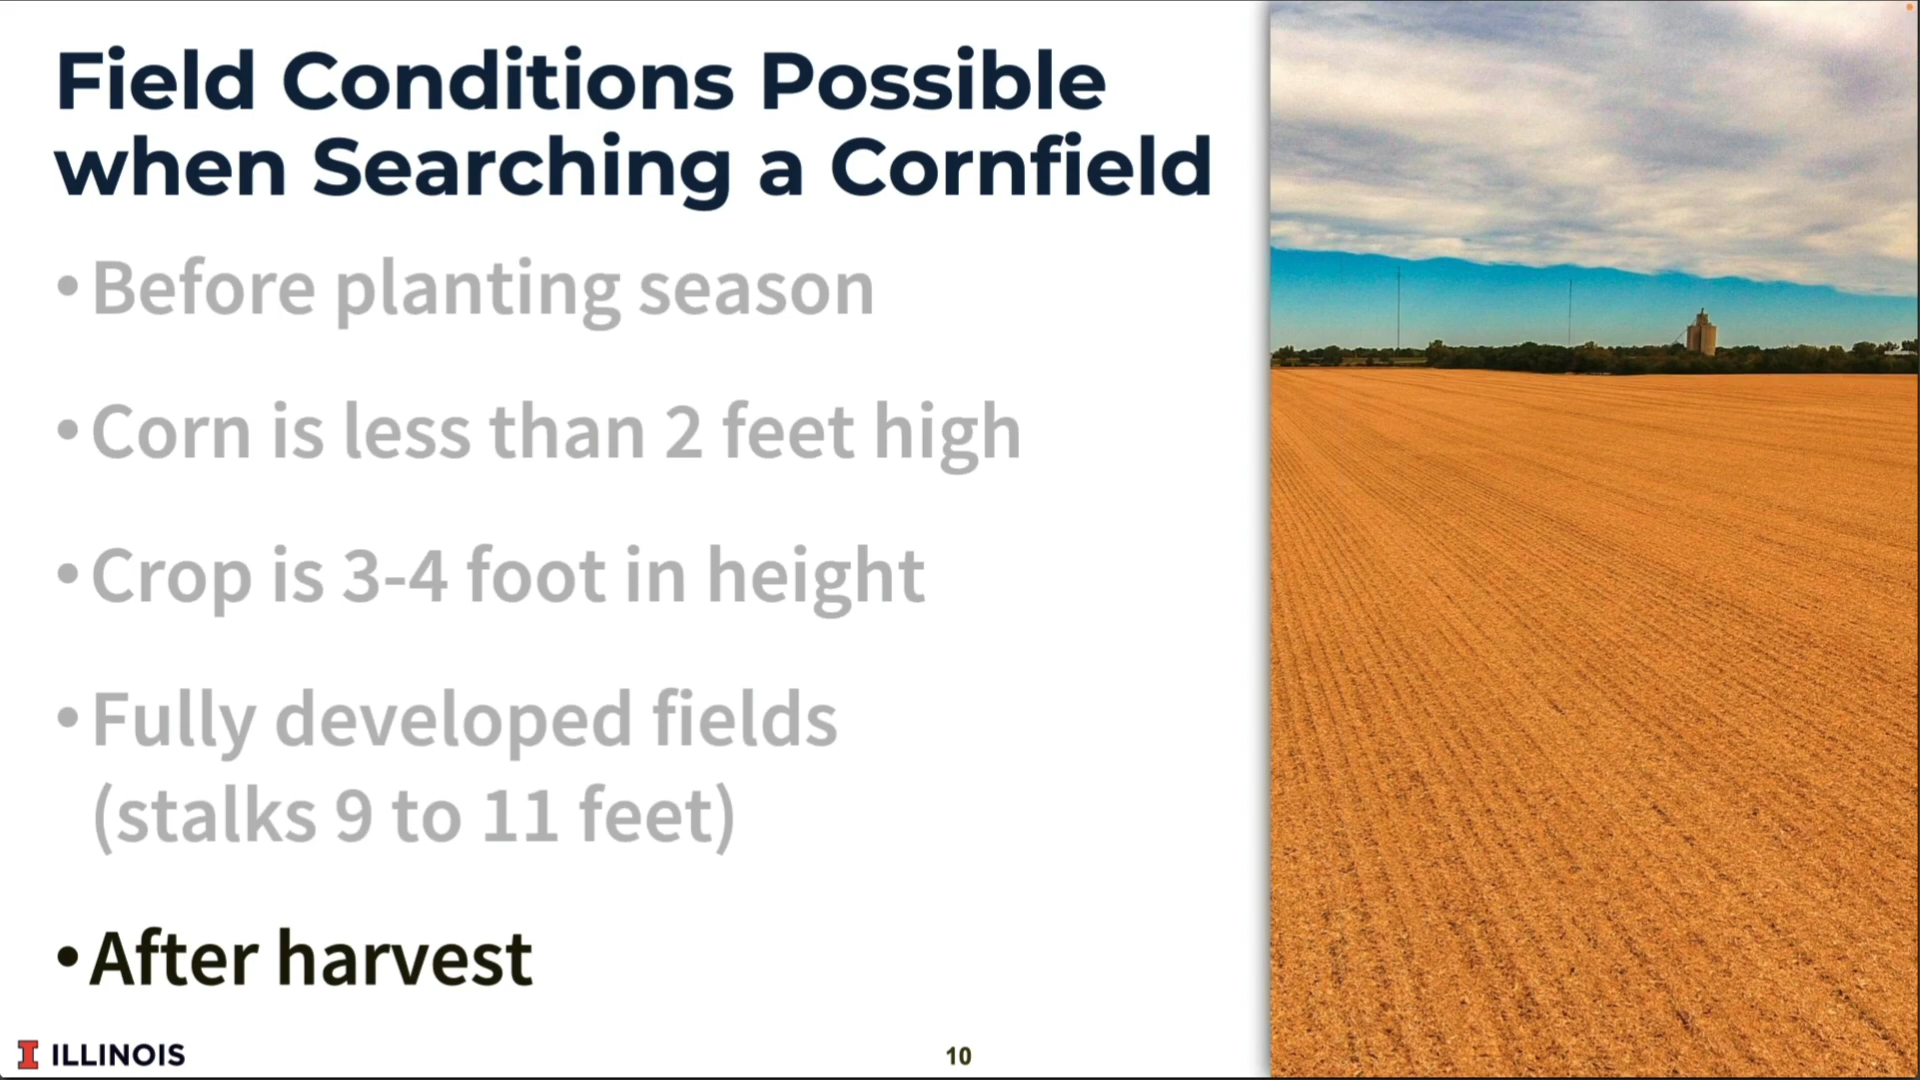 Field Conditions Possible
when Searching a Cornfield
• Before planting season
• Corn is less than 2 feet high
• Crop is 3-4 foot in height
• Fully developed fields
(stalks 9 to 11 feet)
• After harvest
I ILLINOIS
10